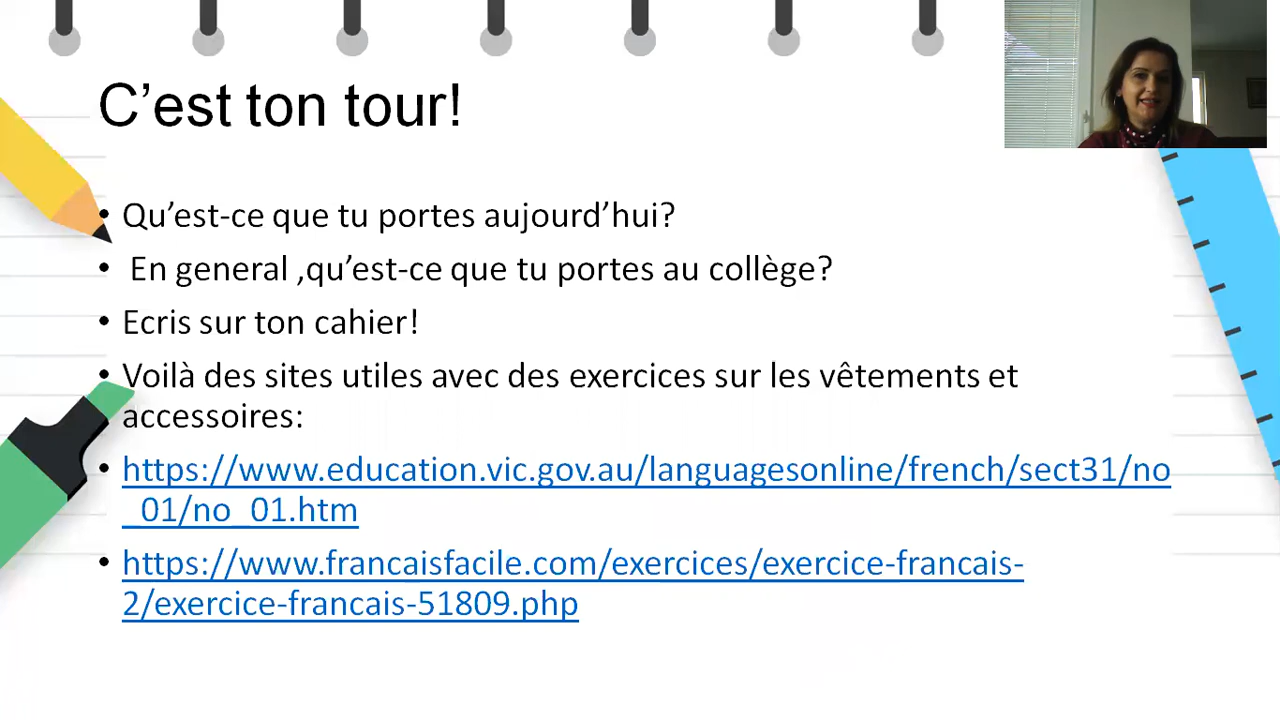 C’est ton tour!
• Qu’est-ce que tu portes aujourd’hui?
• En general ,qu’est-ce que tu portes au collège?
• Ecris sur ton cahier!
• Voilà des sites utiles avec des exercices sur les vêtements et
accessoires:
• https://www.education.vic.gov.au/languagesonline/french/sect31/no
_01/no_01.htm
• https://www.francaisfacile.com/exercices/exercice-francais-
2/exercice-francais-51809.php